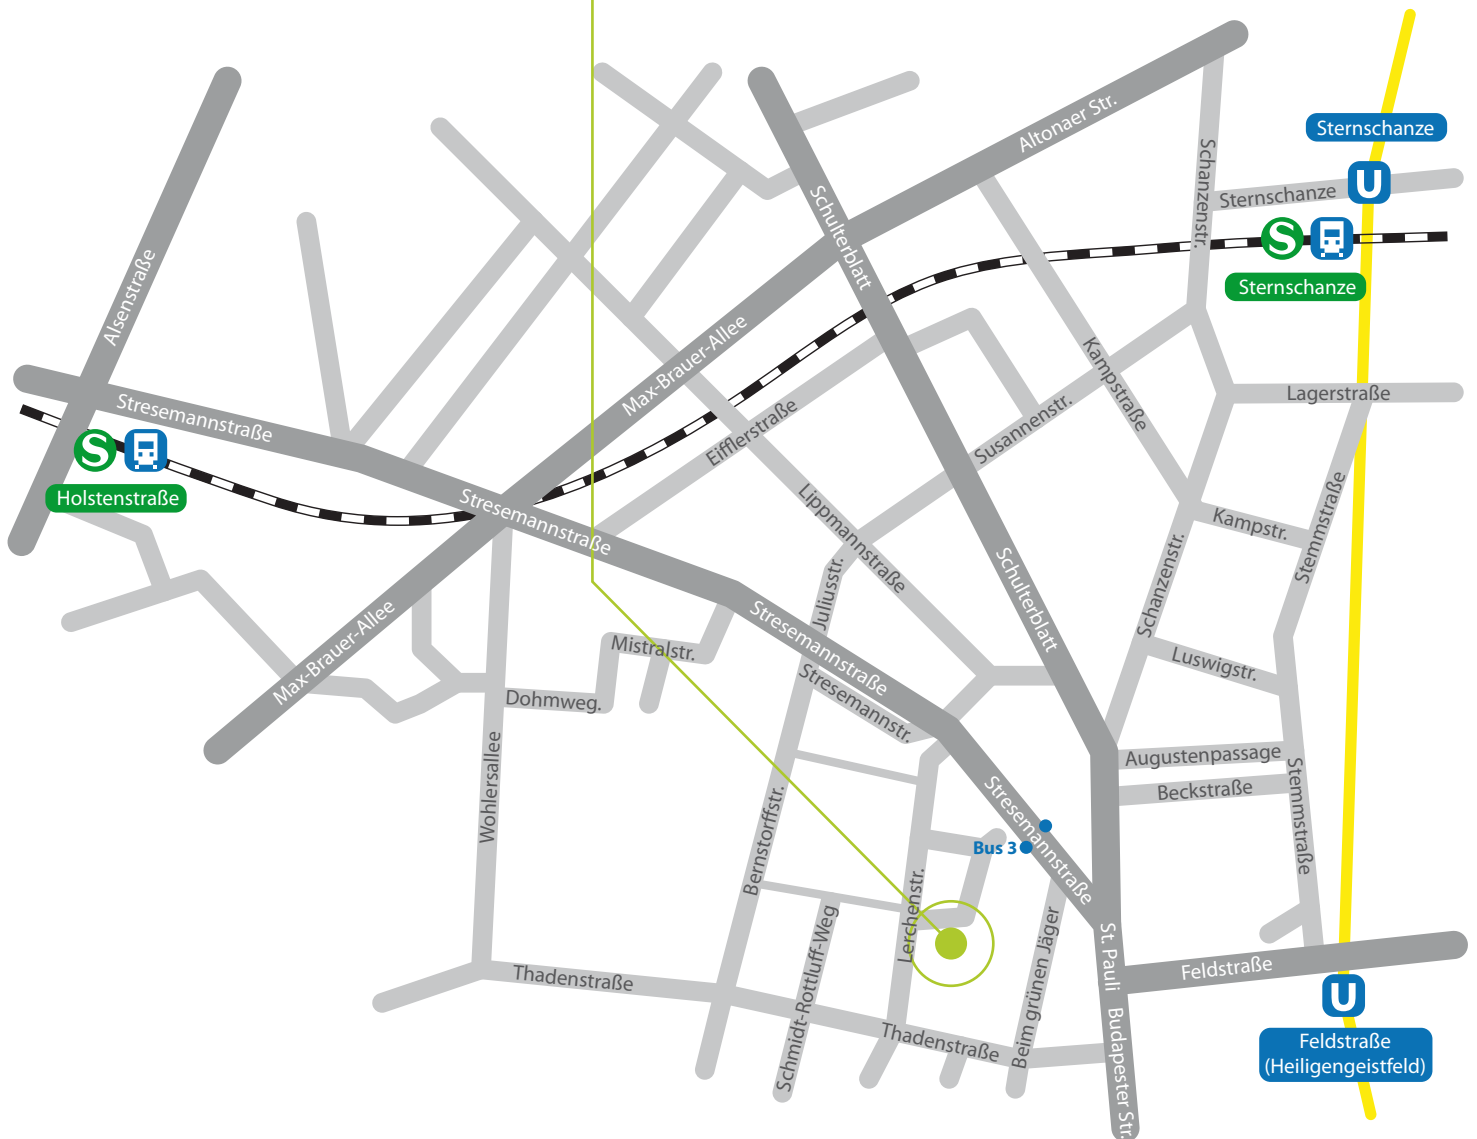 Altonaer Str.
Sternschanze
U
Schanzenstr.
Sternschanze
Schulterblatt
S
Sternschanze
Alsenstraße
Max-Brauer-Allee
Kampstraße
Lagerstraße
Stresemannstraße
Eifflerstraße
Susannenstr.
S
Holstenstraße
Stresemannstraße
Lippmannstraße
Kampstr.
Stemmstraße
Schanzenstr.
Juliusstr.
Schulterblatt
Max-Brauer-Allee
Mistralstr.
Stresemannstraße
Luswigstr.
Dohmweg.
Stresemannstr.
Augustenpassage
Wohlersallee
Beckstraße
Stemmstraße
Bernstorffstr.
Stresemannstraße
Bus 3
Lerchenstr.
Beim grünen Jäger
Schmidt-Rottluff-Weg
St. Pauli
Feldstraße
Thadenstraße
U
Thadenstraße
Budapester Str.
Feldstraße
(Heiligengeistfeld)